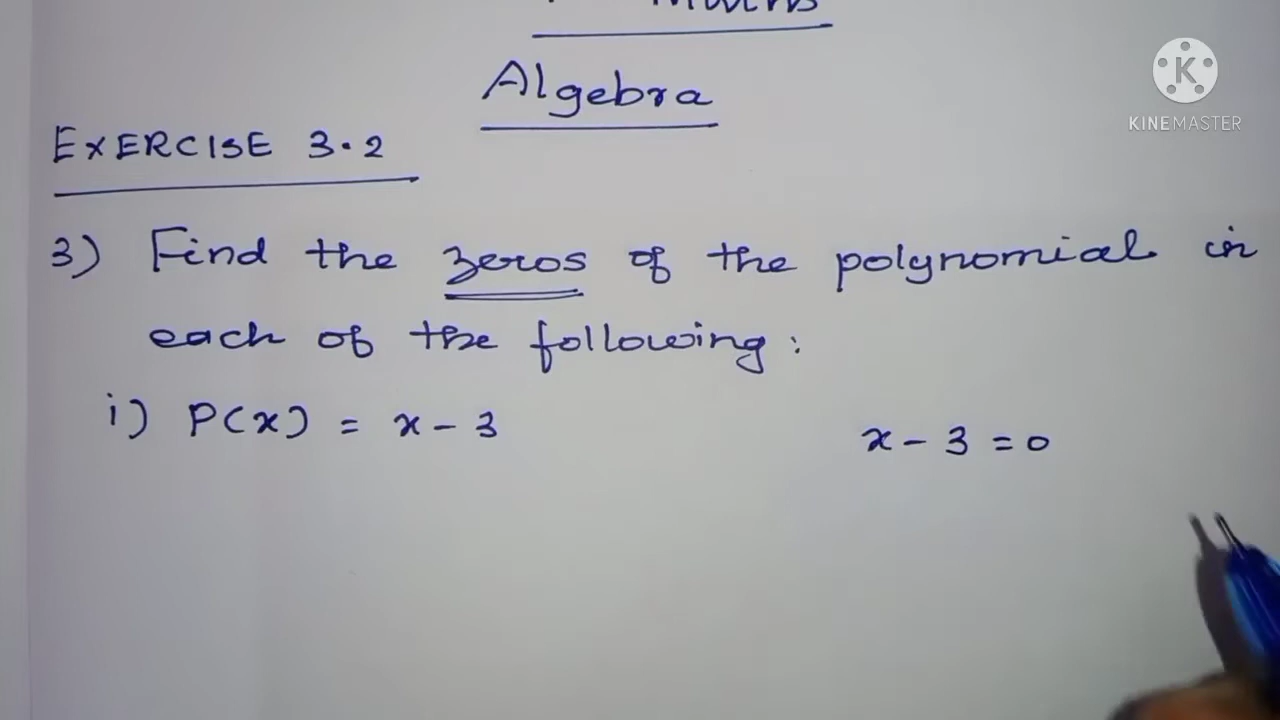 Algebra
EXERCISE 3.2
3) Find the zeros of the polynomial in
each of the following:
i) P(x) = x - 3
x - 3 = 0
KINEMASTER